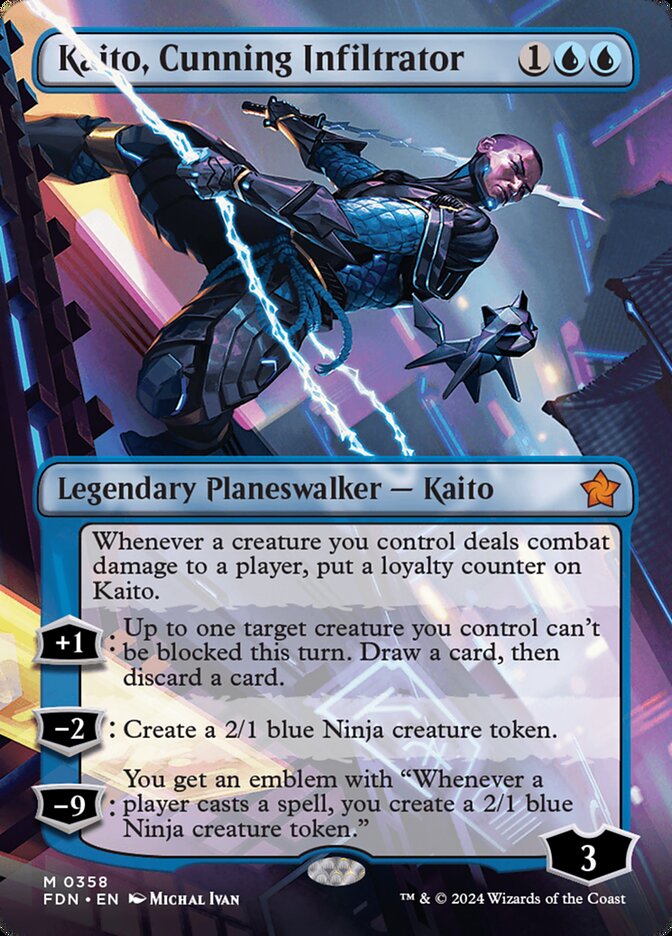 Kaito, Cunning Infiltrator 1
Legendary Planeswalker — Kaito
Whenever a creature you control deals combat
damage to a player, put a loyalty counter on
Kaito.
+1: Up to one target creature you control can't
be blocked this turn. Draw a card, then
discard a card.
−2: Create a 2/1 blue Ninja creature token.
You get an emblem with “Whenever a
−9: player casts a spell, you create a 2/1 blue
Ninja creature token.”
3
M 0358
FDN • EN Michal Ivan
™ & © 2024 Wizards of the Coast